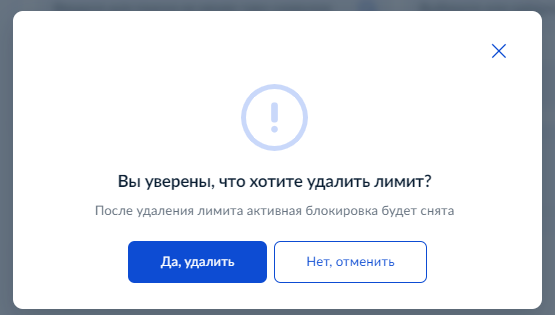 Вы уверены, что хотите удалить лимит?
После удаления лимита активная блокировка будет снята
Да, удалить
Нет, отменить